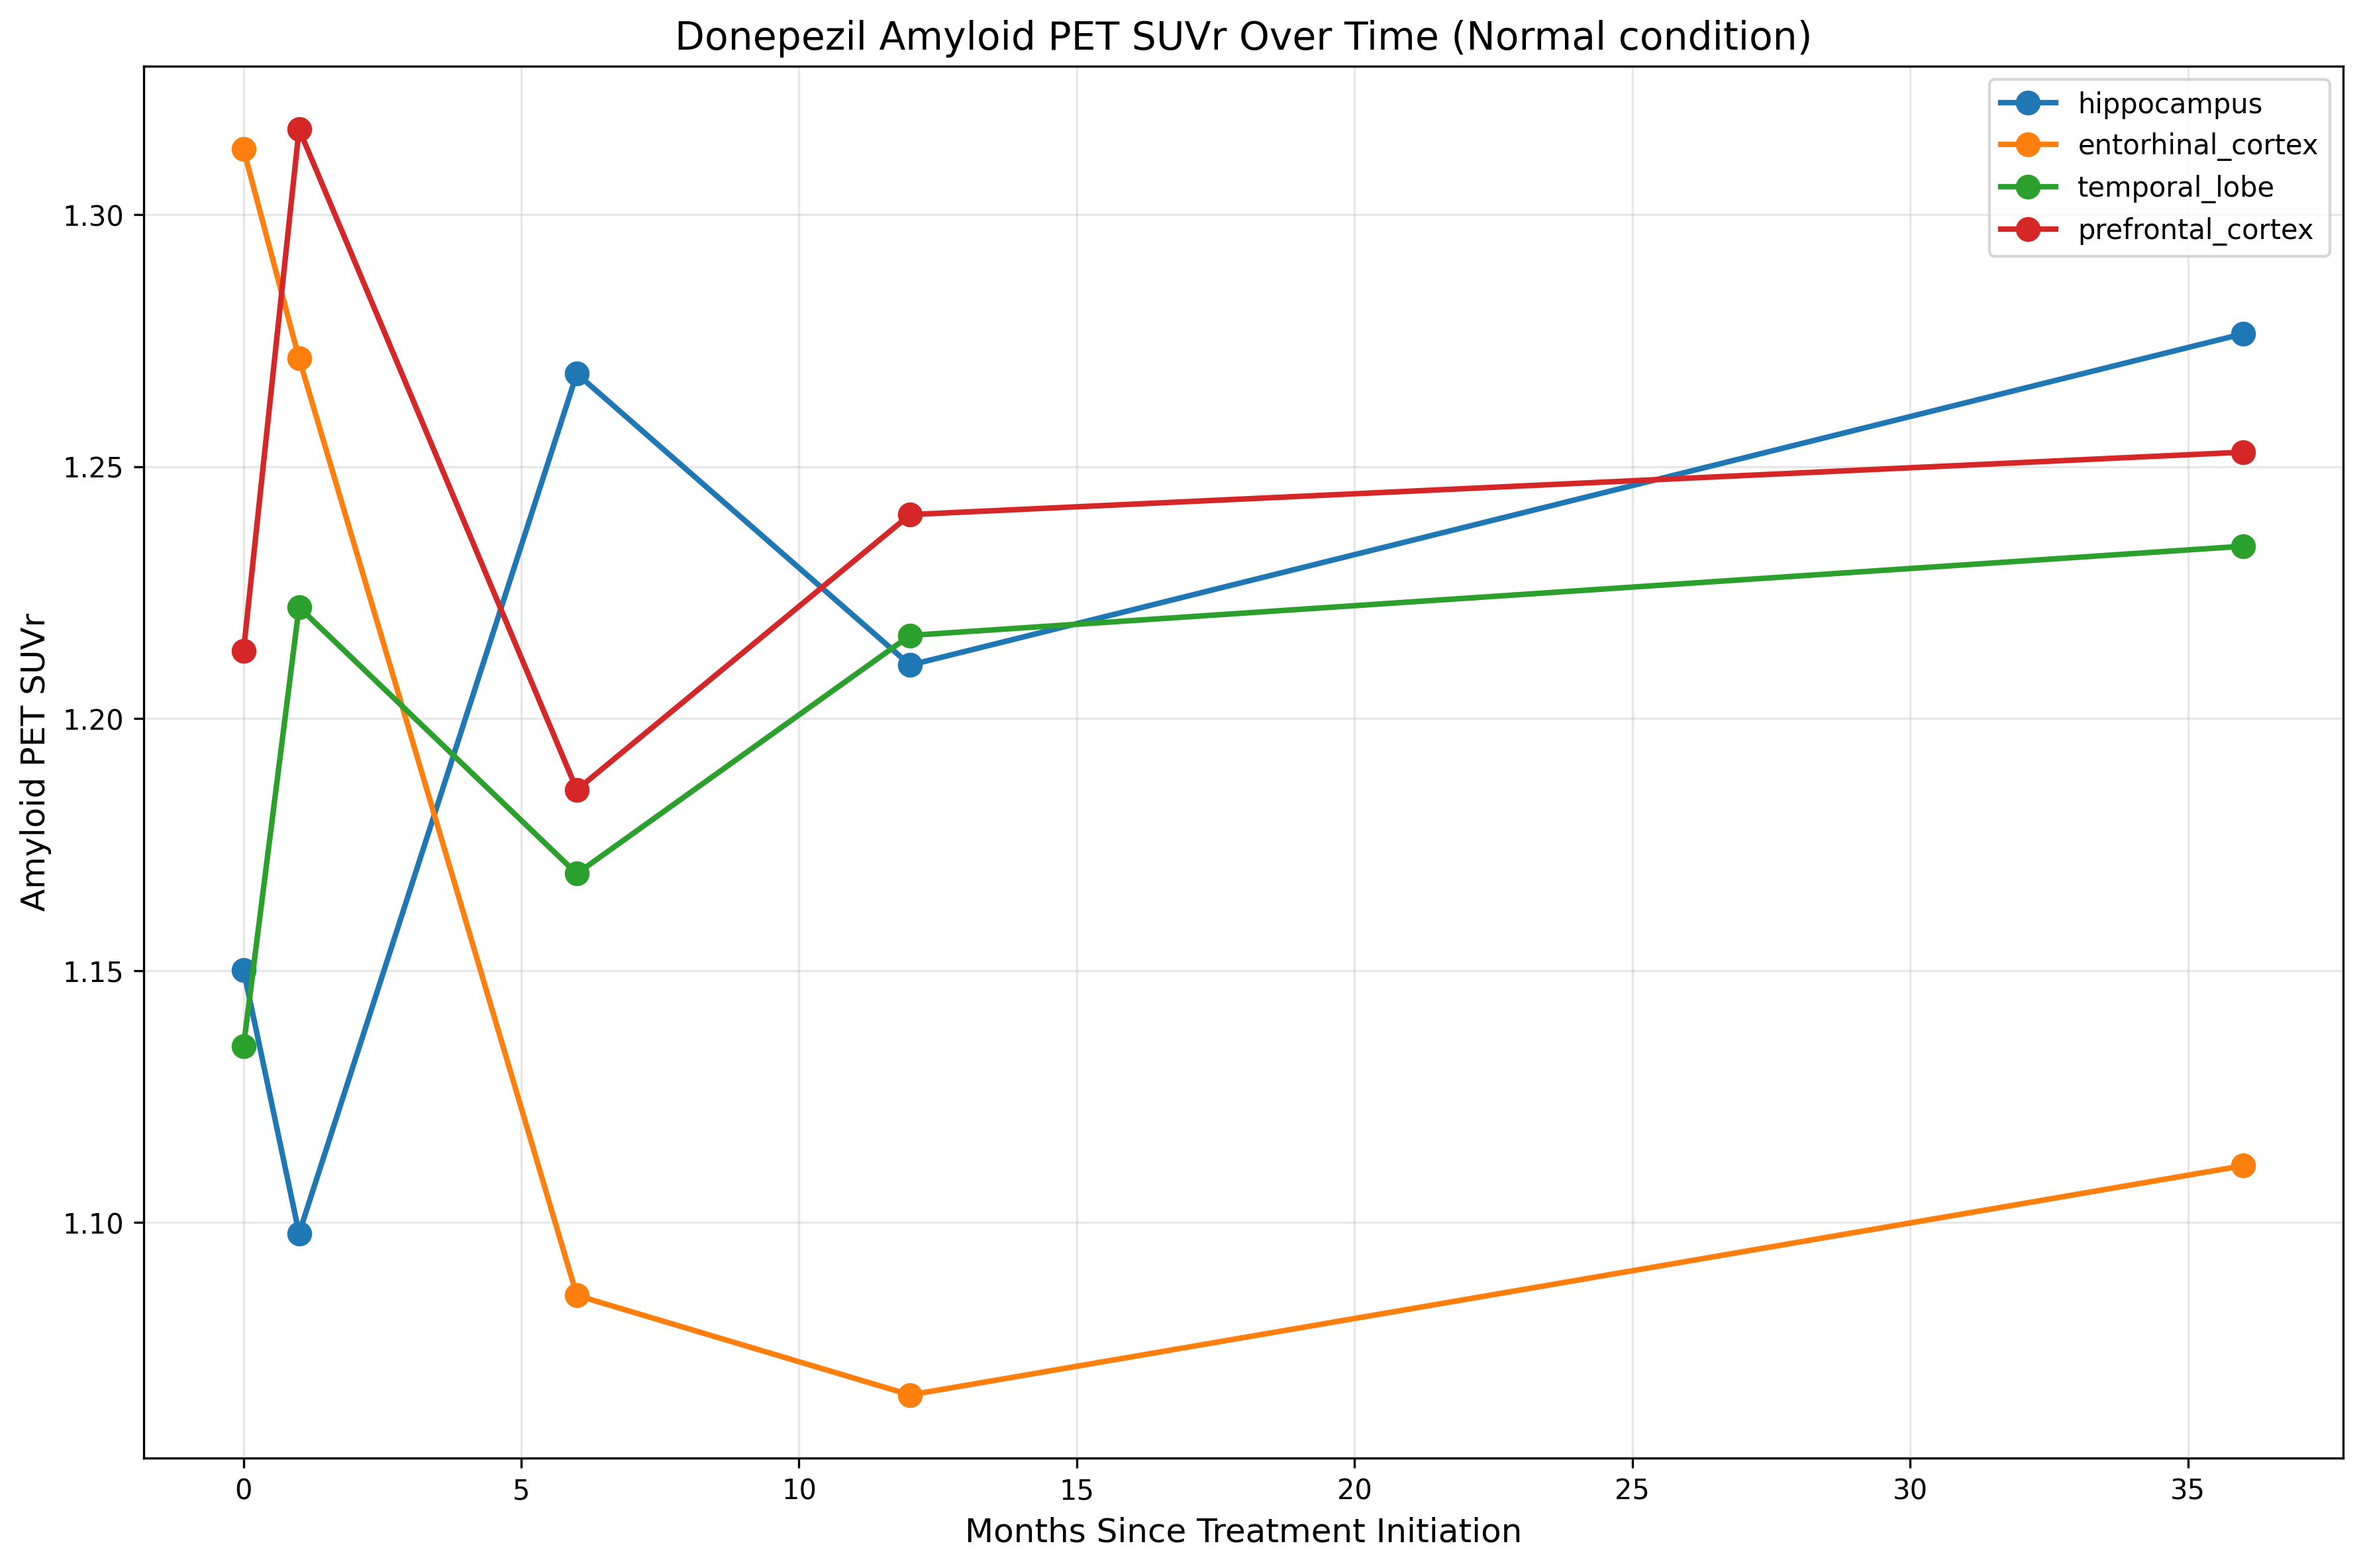 Donepezil Amyloid PET SUVr Over Time (Normal condition)
hippocampus
entorhinal_cortex
temporal_lobe
prefrontal_cortex
Amyloid PET SUVr
1.30
1.25
1.20
1.15
1.10
0 5 10 15 20 25 30 35
Months Since Treatment Initiation